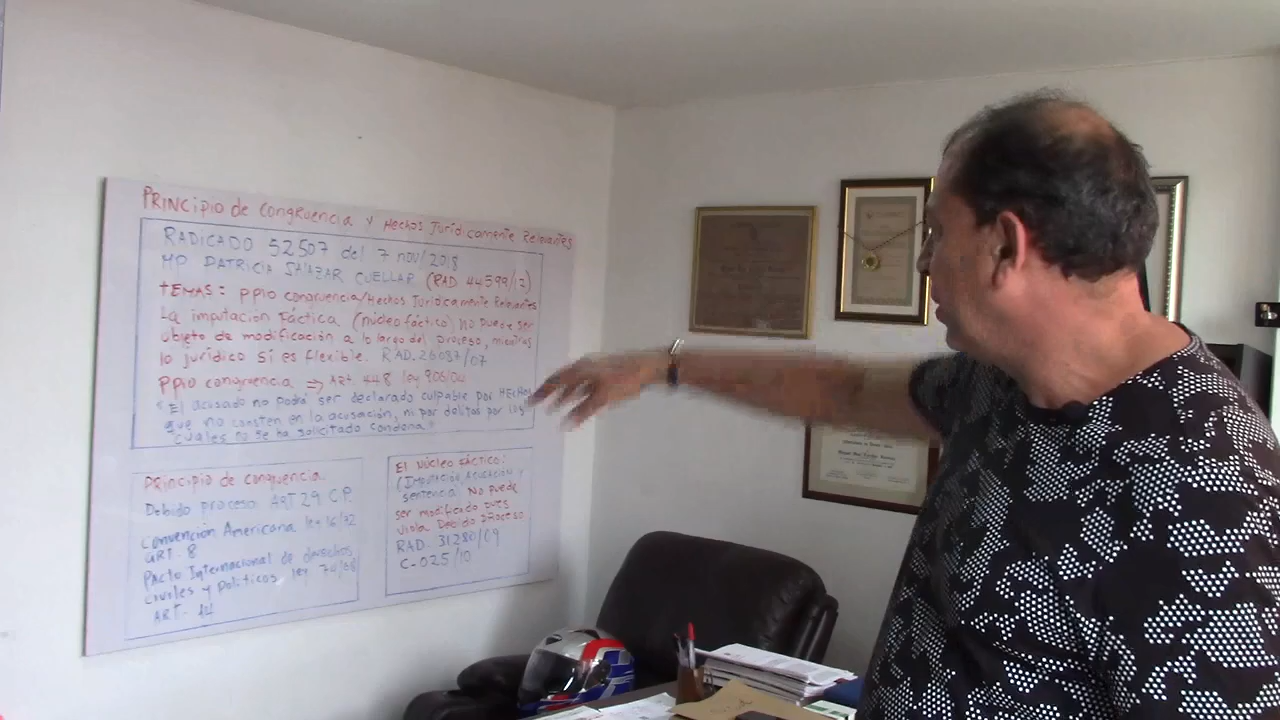 PRINCIPIO de CongRuencia y Hechos Jurídicamente Relevantes
RADICADO 52507 del 7 nov/2018
MP PATRICIA SALAZAR CUELLAR (RAD 44599/12)
TEMAS: ppio congruencia/Hechos Jurídicamente Relevantes
La imputación Fáctica (núcleo fáctico) No puede ser
objeto de modificación a lo largo del proceso, mientras
lo jurídico sí es flexible. RAD. 26087/07
ppio congruencia => ART. 448 ley 906/04
"El acusado no podrá ser declarado culpable por HECHOS
que no consten en la acusación, ni por delitos por los
cuales no se ha solicitado condena"
Principio de congruencia
Debido proceso ART 29 C.P.
Convención Americana ley 16/72
ART. 8
Pacto Internacional de derechos
civiles y Políticos ley 74/68
ART. 14
El Núcleo Fáctico:
(Imputación, Acusación y
sentencia) No puede
ser modificado pues
viola Debido Proceso
RAD. 31280/09
C-025/10